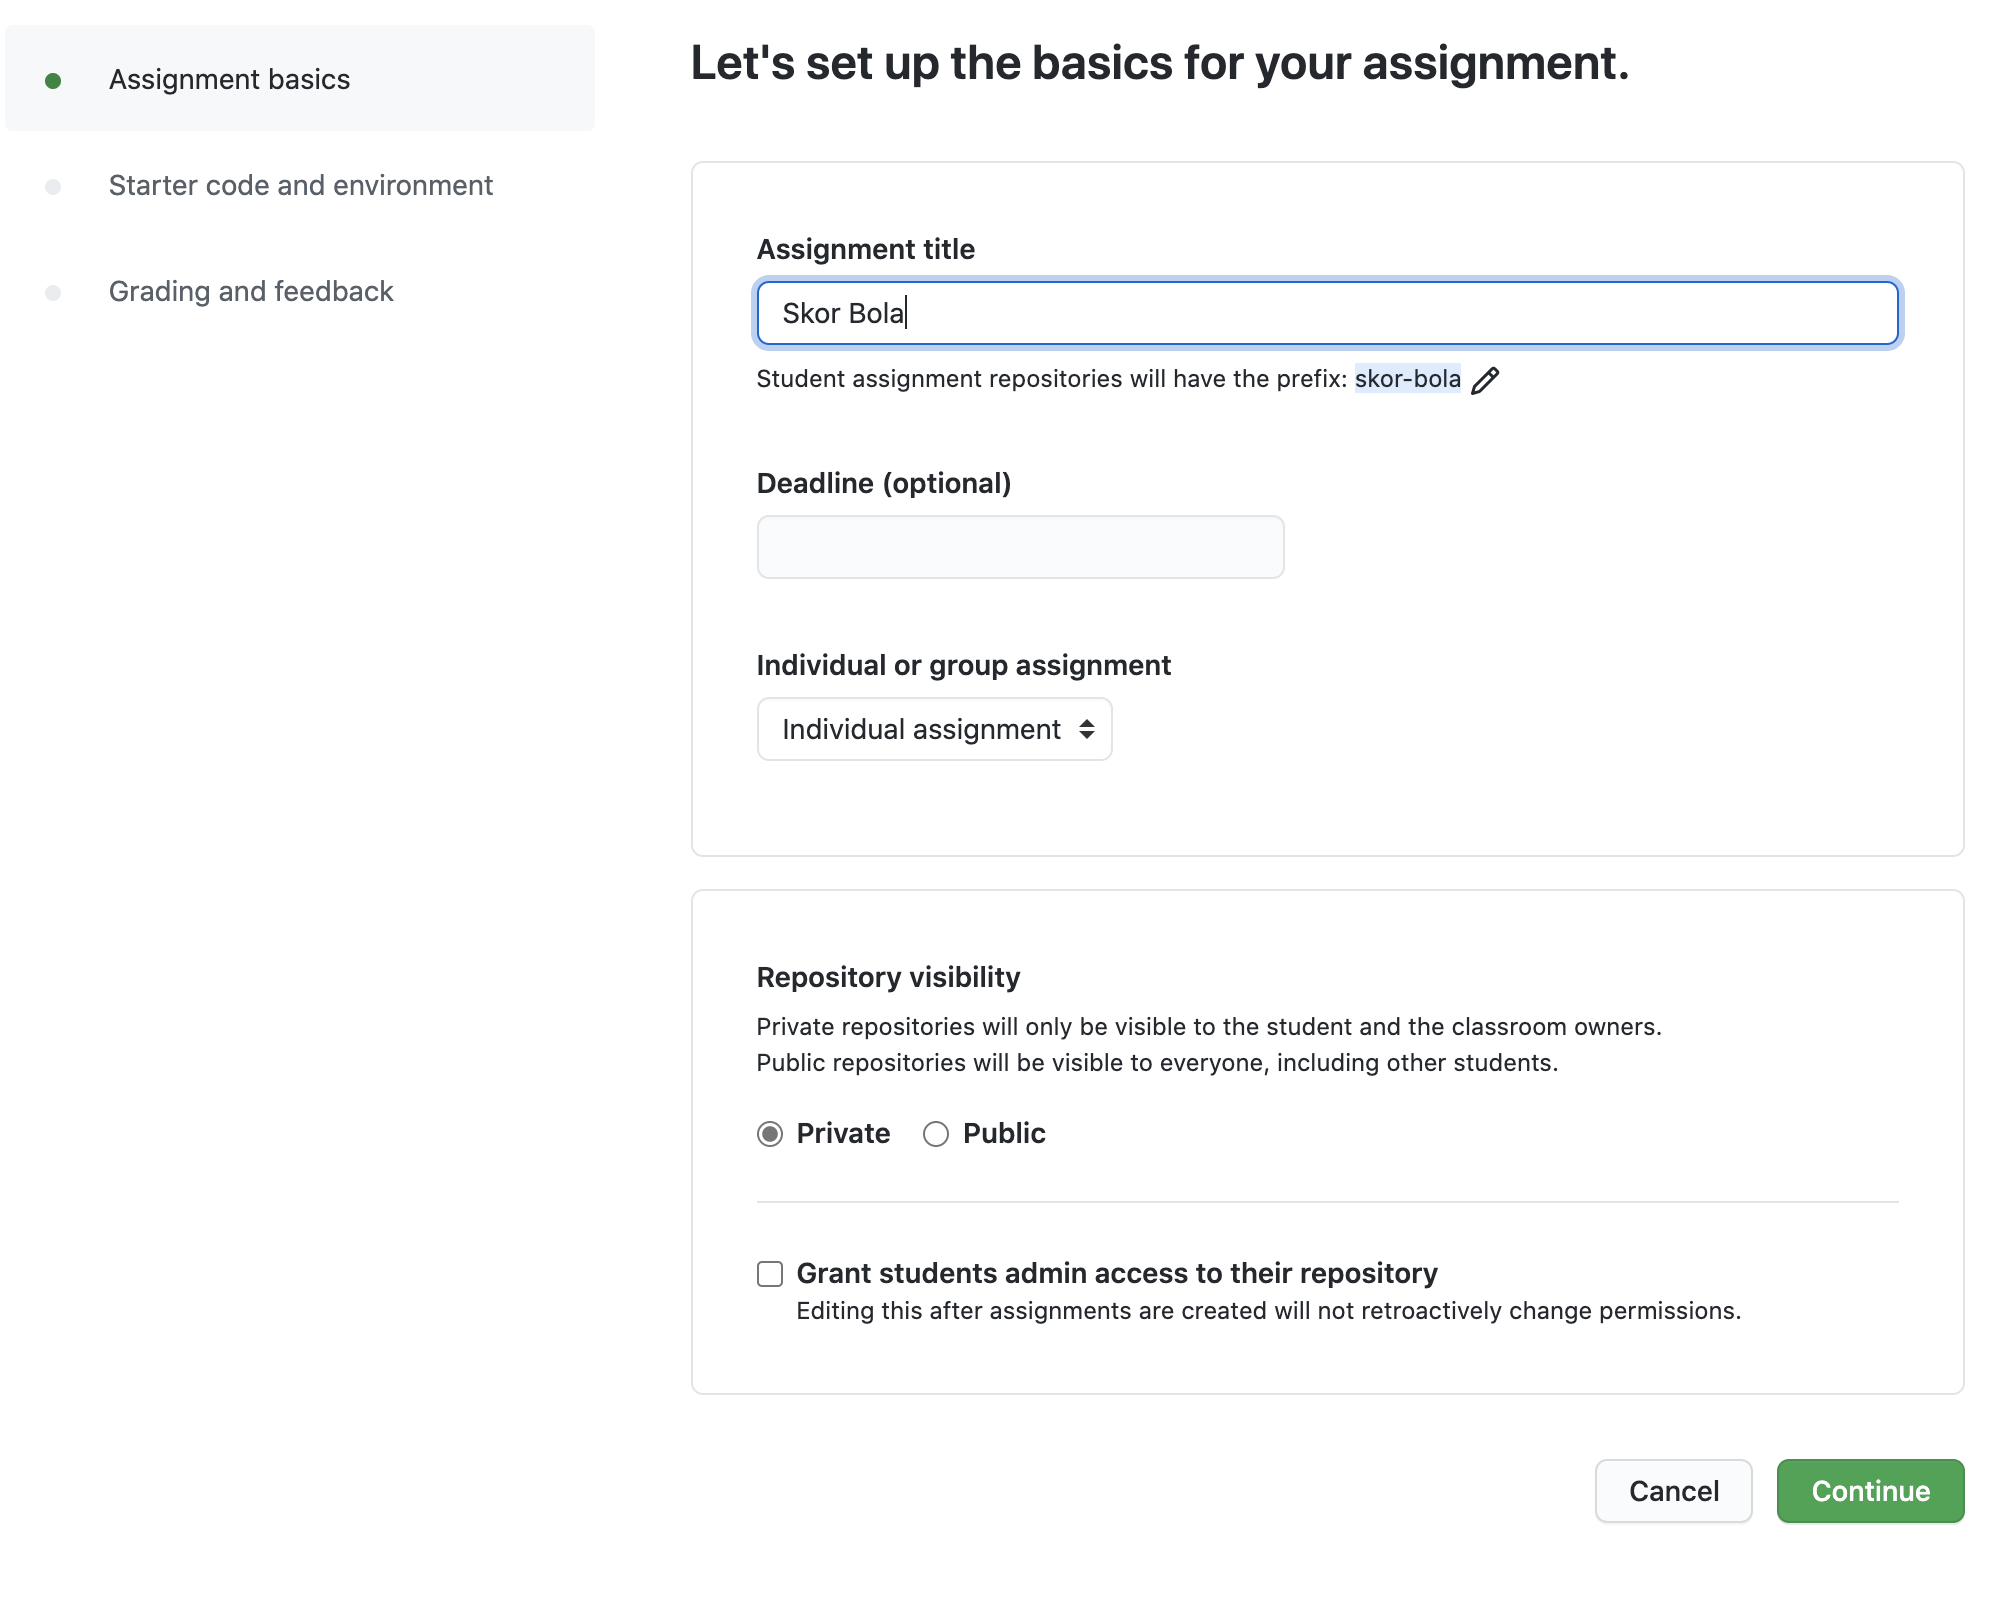 Assignment basics
Starter code and environment
Grading and feedback
Let's set up the basics for your assignment.
Assignment title
Skor Bola
Student assignment repositories will have the prefix: skor-bola
Deadline (optional)
Individual or group assignment
Individual assignment
Repository visibility
Private repositories will only be visible to the student and the classroom owners.
Public repositories will be visible to everyone, including other students.
Private Public
Grant students admin access to their repository
Editing this after assignments are created will not retroactively change permissions.
Cancel Continue